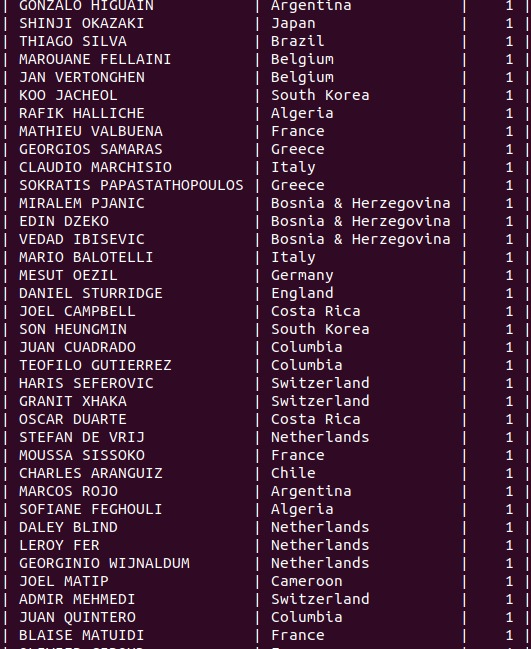 | GONZALO HIGUAIN | Argentina | 1 |
| SHINJI OKAZAKI | Japan | 1 |
| THIAGO SILVA | Brazil | 1 |
| MAROUANE FELLAINI | Belgium | 1 |
| JAN VERTONGHEN | Belgium | 1 |
| KOO JACHEOL | South Korea | 1 |
| RAFIK HALLICHE | Algeria | 1 |
| MATHIEU VALBUENA | France | 1 |
| GEORGIOS SAMARAS | Greece | 1 |
| CLAUDIO MARCHISIO | Italy | 1 |
| SOKRATIS PAPASTATHOPOULOS | Greece | 1 |
| MIRALEM PJANIC | Bosnia & Herzegovina | 1 |
| EDIN DZEKO | Bosnia & Herzegovina | 1 |
| VEDAD IBISEVIC | Bosnia & Herzegovina | 1 |
| MARIO BALOTELLI | Italy | 1 |
| MESUT OEZIL | Germany | 1 |
| DANIEL STURRIDGE | England | 1 |
| JOEL CAMPBELL | Costa Rica | 1 |
| SON HEUNGMIN | South Korea | 1 |
| JUAN CUADRADO | Columbia | 1 |
| TEOFILO GUTIERREZ | Columbia | 1 |
| HARIS SEFEROVIC | Switzerland | 1 |
| GRANIT XHAKA | Switzerland | 1 |
| OSCAR DUARTE | Costa Rica | 1 |
| STEFAN DE VRIJ | Netherlands | 1 |
| MOUSSA SISSOKO | France | 1 |
| CHARLES ARANGUIZ | Chile | 1 |
| MARCOS ROJO | Argentina | 1 |
| SOFIANE FEGHOULI | Algeria | 1 |
| DALEY BLIND | Netherlands | 1 |
| LEROY FER | Netherlands | 1 |
| GEORGINIO WIJNALDUM | Netherlands | 1 |
| JOEL MATIP | Cameroon | 1 |
| ADMIR MEHMEDI | Switzerland | 1 |
| JUAN QUINTERO | Columbia | 1 |
| BLAISE MATUIDI | France | 1 |